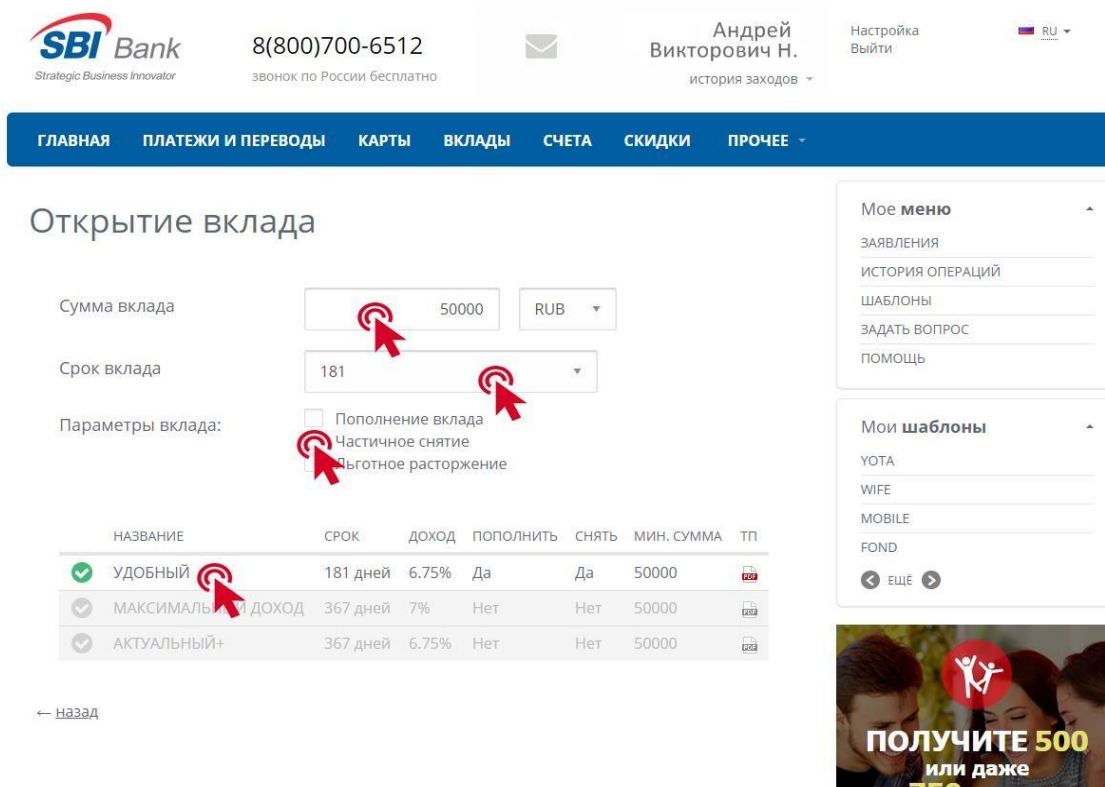 SBI Bank
Strategic Business Innovator
8(800)700-6512
звонок по России бесплатно
Андрей
Викторович Н.
история заходов
Настройка
Выйти
RU
ГЛАВНАЯ ПЛАТЕЖИ И ПЕРЕВОДЫ КАРТЫ ВКЛАДЫ СЧЕТА СКИДКИ ПРОЧЕЕ
Открытие вклада
Сумма вклада 50000 RUB
Срок вклада 181
Параметры вклада: Пополнение вклада
Частичное снятие
Льготное расторжение
НАЗВАНИЕ СРОК ДОХОД ПОПОЛНИТЬ СНЯТЬ МИН. СУММА ТП
УДОБНЫЙ 181 дней 6.75% Да Да 50000 PDF
МАКСИМАЛЬНЫЙ ДОХОД 367 дней 7% Нет Нет 50000 PDF
АКТУАЛЬНЫЙ+ 367 дней 6.75% Нет Нет 50000 PDF
← назад
Мое меню
ЗАЯВЛЕНИЯ
ИСТОРИЯ ОПЕРАЦИЙ
ШАБЛОНЫ
ЗАДАТЬ ВОПРОС
ПОМОЩЬ
Мои шаблоны
YOTA
WIFE
MOBILE
FOND
ЕЩЁ
ПОЛУЧИТЕ 500
или даже
750